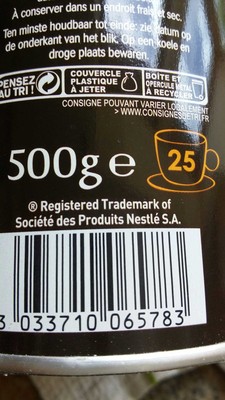 À conserver dans un endroit frais et sec.
Ten minste houdbaar tot einde: zie datum op
de onderkant van het blik. Op een koele en
droge plaats bewaren.
PENSEZ
AU TRI !
COUVERCLE
PLASTIQUE
À JETER
BOÎTE ET
OPERCULE MÉTAL
À RECYCLER
CONSIGNE POUVANT VARIER LOCALEMENT
> WWW.CONSIGNESDETRI.FR
500g e
25
® Registered Trademark of
Société des Produits Nestlé S.A.
3 033710 065783